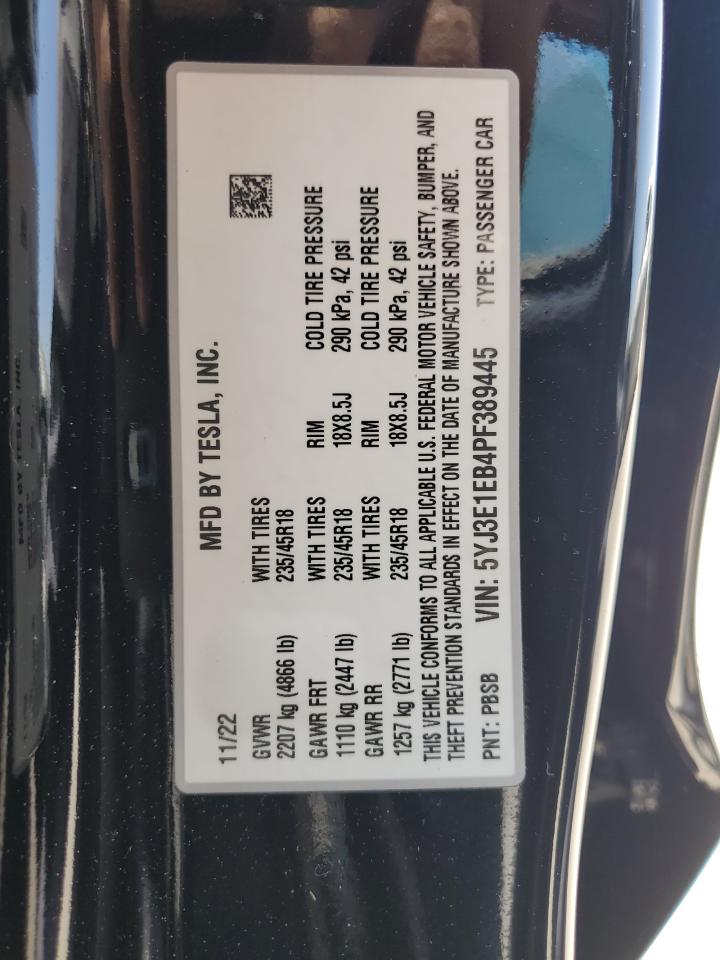 MFD BY TESLA, INC.
11/22
GVWR WITH TIRES
2207 kg (4866 lb) 235/45R18
GAWR FRT WITH TIRES RIM COLD TIRE PRESSURE
1110 kg (2447 lb) 235/45R18 18X8.5J 290 kPa, 42 psi
GAWR RR WITH TIRES RIM COLD TIRE PRESSURE
1257 kg (2771 lb) 235/45R18 18X8.5J 290 kPa, 42 psi
THIS VEHICLE CONFORMS TO ALL APPLICABLE U.S. FEDERAL MOTOR VEHICLE SAFETY, BUMPER, AND
THEFT PREVENTION STANDARDS IN EFFECT ON THE DATE OF MANUFACTURE SHOWN ABOVE.
PNT: PBSB VIN: 5YJ3E1EB4PF389445 TYPE: PASSENGER CAR